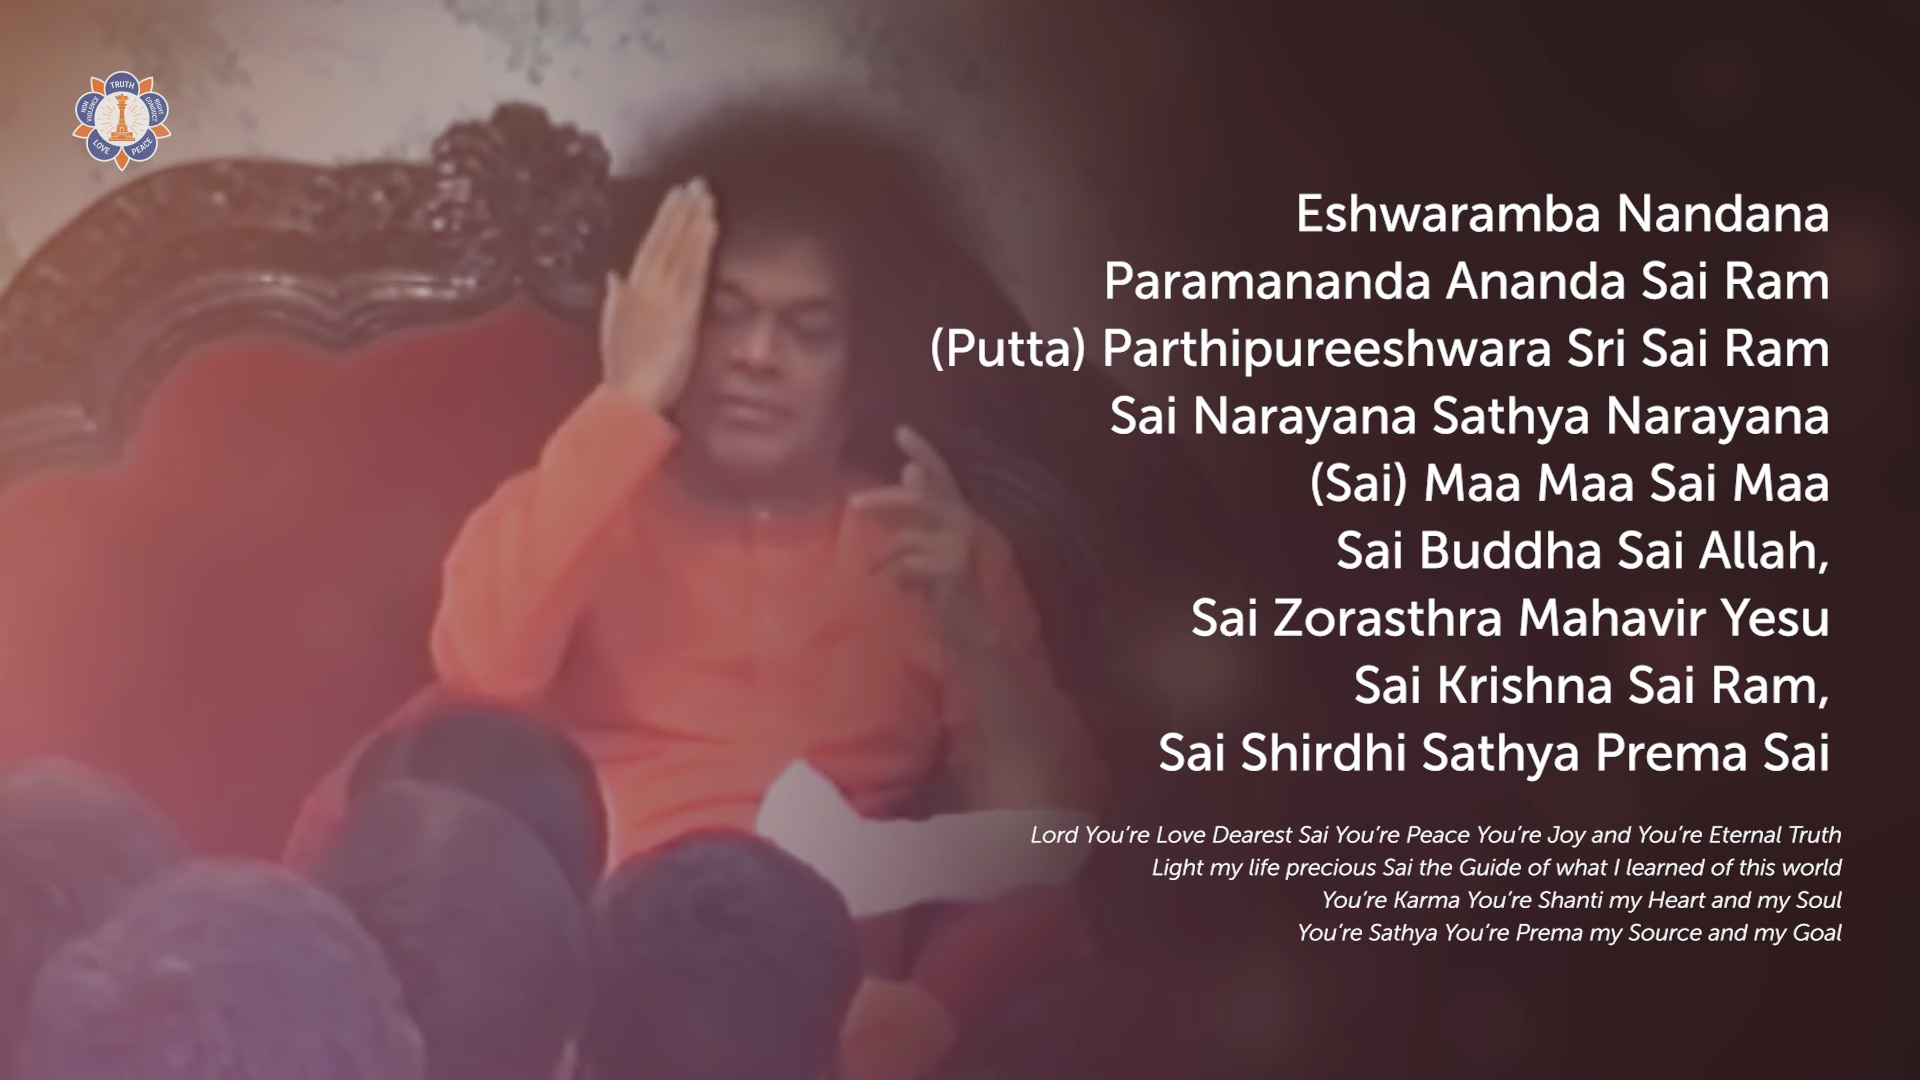 TRUTH
RIGHT CONDUCT
PEACE
LOVE
NON VIOLENCE
Eshwaramba Nandana
Paramananda Ananda Sai Ram
(Putta) Parthipureeshwara Sri Sai Ram
Sai Narayana Sathya Narayana
(Sai) Maa Maa Sai Maa
Sai Buddha Sai Allah,
Sai Zorasthra Mahavir Yesu
Sai Krishna Sai Ram,
Sai Shirdhi Sathya Prema Sai
Lord You're Love Dearest Sai You're Peace You're Joy and You're Eternal Truth
Light my life precious Sai the Guide of what I learned of this world
You're Karma You're Shanti my Heart and my Soul
You're Sathya You're Prema my Source and my Goal